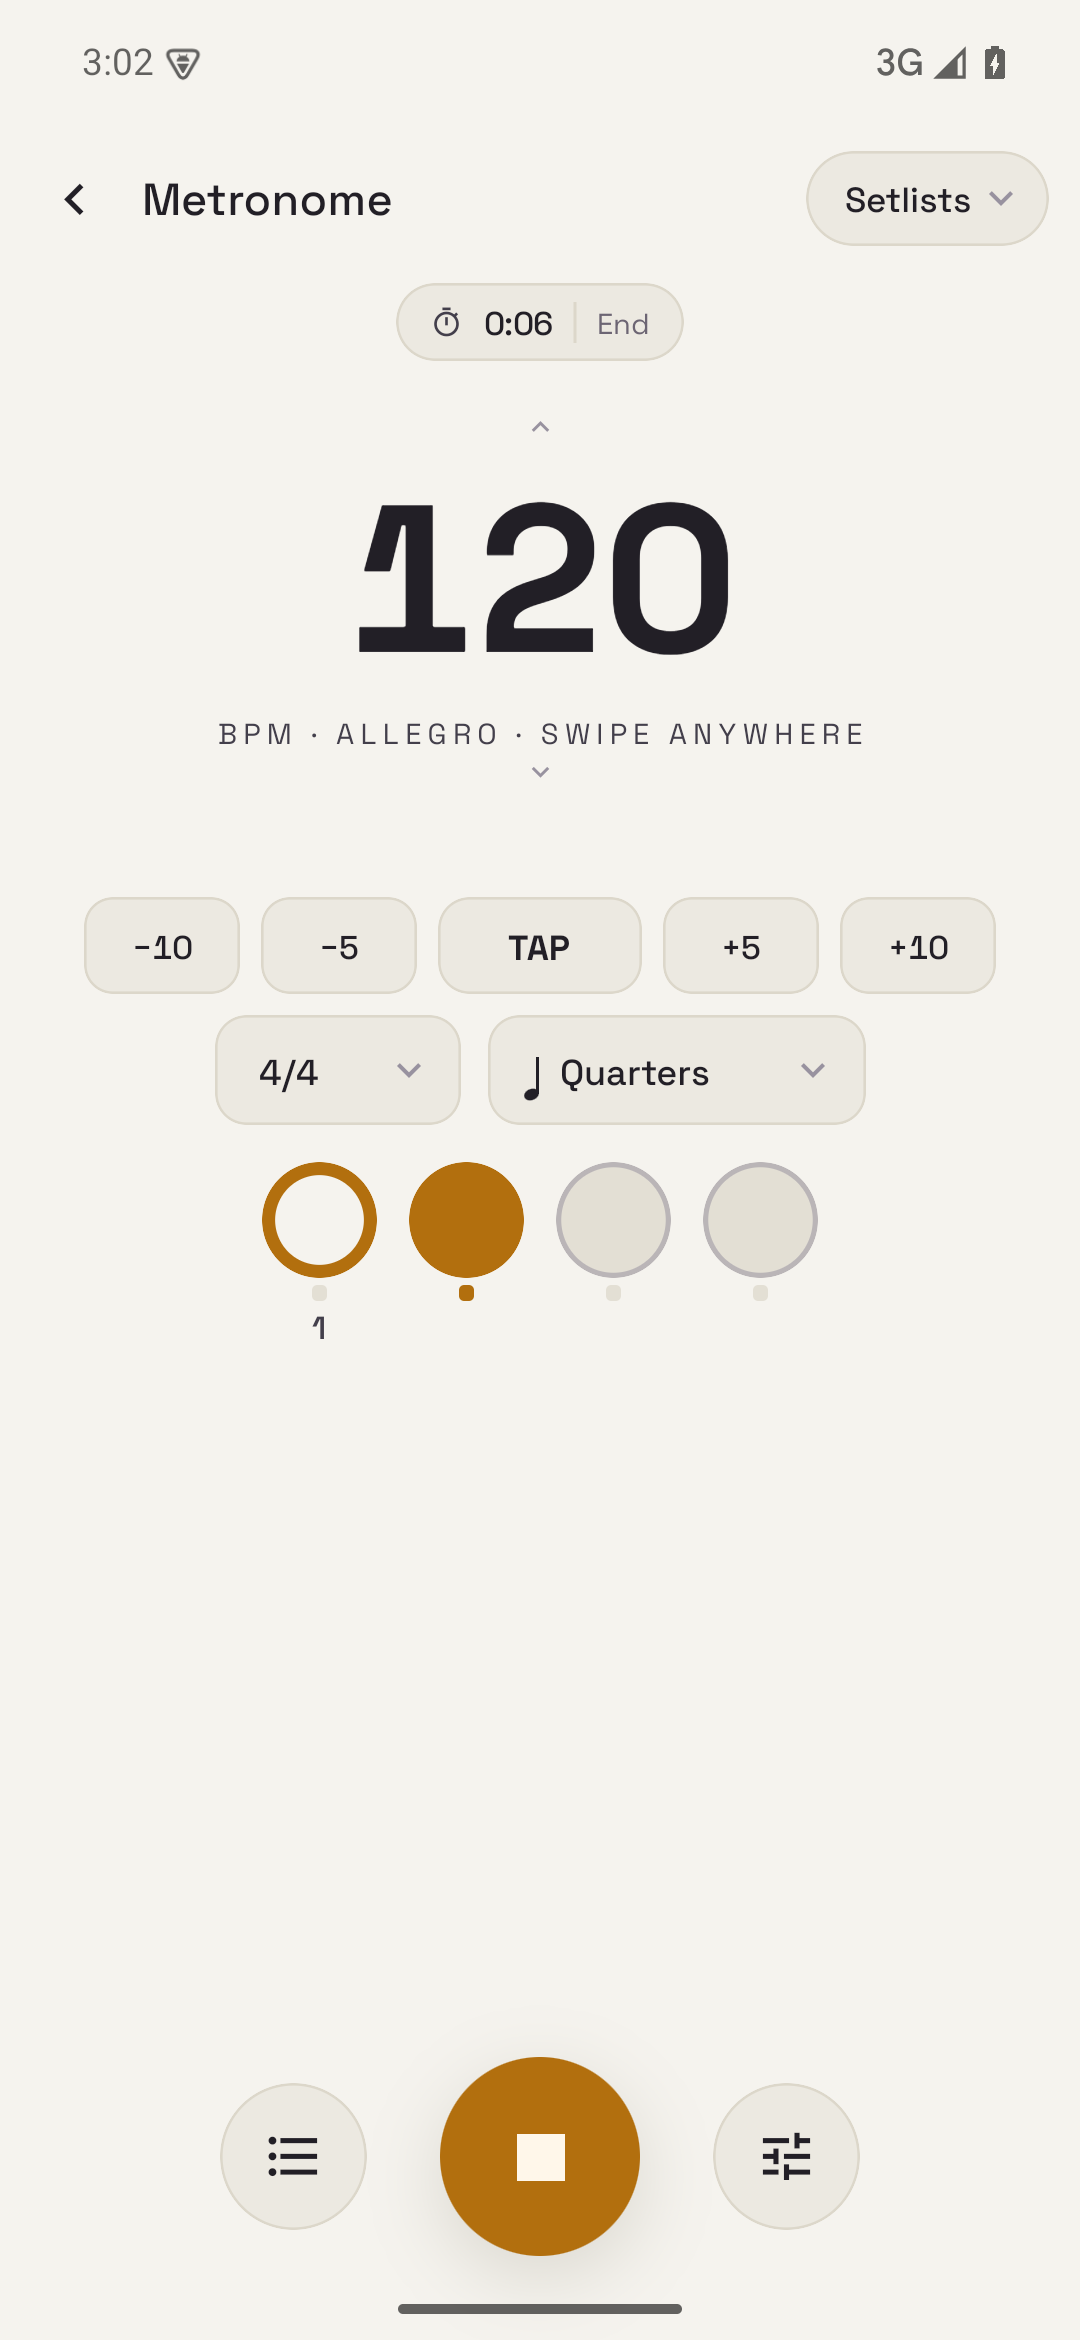 3:02 3G
Metronome Setlists
0:06 End
120
BPM · ALLEGRO · SWIPE ANYWHERE
−10 −5 TAP +5 +10
4/4 Quarters
1